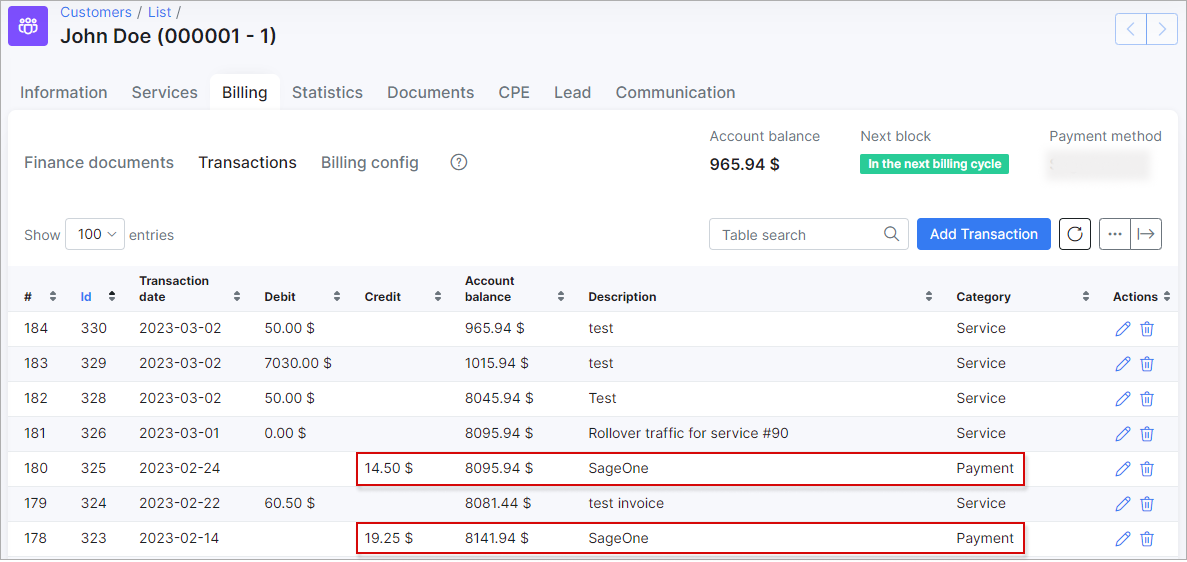 Customers / List /
John Doe (000001 - 1)
Information Services Billing Statistics Documents CPE Lead Communication
Finance documents Transactions Billing config ?
Account balance Next block Payment method
965.94 $ In the next billing cycle
Show 100 entries Table search Add Transaction
# Id Transaction date Debit Credit Account balance Description Category Actions
184 330 2023-03-02 50.00 $ 965.94 $ test Service
183 329 2023-03-02 7030.00 $ 1015.94 $ test Service
182 328 2023-03-02 50.00 $ 8045.94 $ Test Service
181 326 2023-03-01 0.00 $ 8095.94 $ Rollover traffic for service #90 Service
180 325 2023-02-24 14.50 $ 8095.94 $ SageOne Payment
179 324 2023-02-22 60.50 $ 8081.44 $ test invoice Service
178 323 2023-02-14 19.25 $ 8141.94 $ SageOne Payment